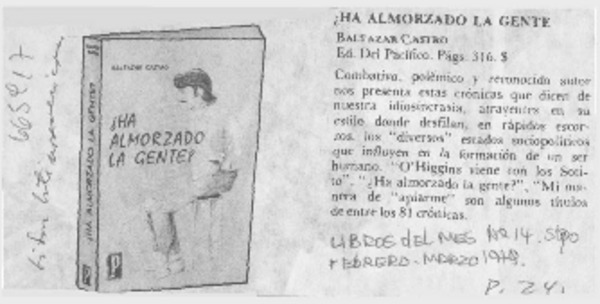 665917
BALTAZAR CASTRO
¿HA
ALMORZADO
LA GENTE?
¿HA ALMORZADO LA GENTE?
¿HA ALMORZADO LA GENTE
BALTAZAR CASTRO
Ed. Del Pacífico. Págs. 316. $
Combativo, polémico y reconocido autor
nos presenta estas crónicas que dicen de
nuestra idiosincrasia, atrayentes en su
estilo donde desfilan, en rápidos escor-
zos, los "diversos" estados sociopolíticos
que influyen en la formación de un ser
humano. "O'Higgins viene con los Soti-
to". "¿Ha almorzado la gente?". "Mi ma-
nera de "apiarme" son algunos títulos
de entre los 81 crónicas.
LIBROS del MES Nº 14. Stgo
FEBRERO-MARZO
P. 24.